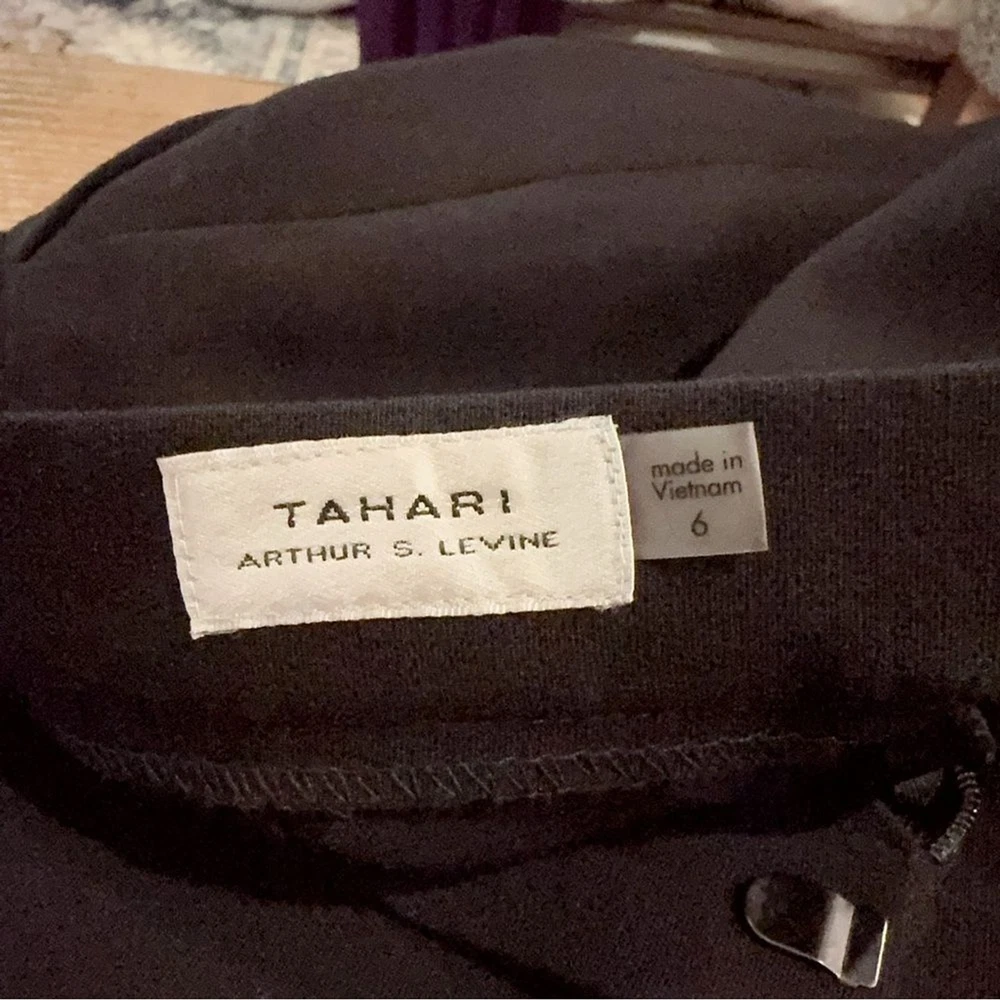 TAHARI
ARTHUR S. LEVINE
made in
Vietnam
6